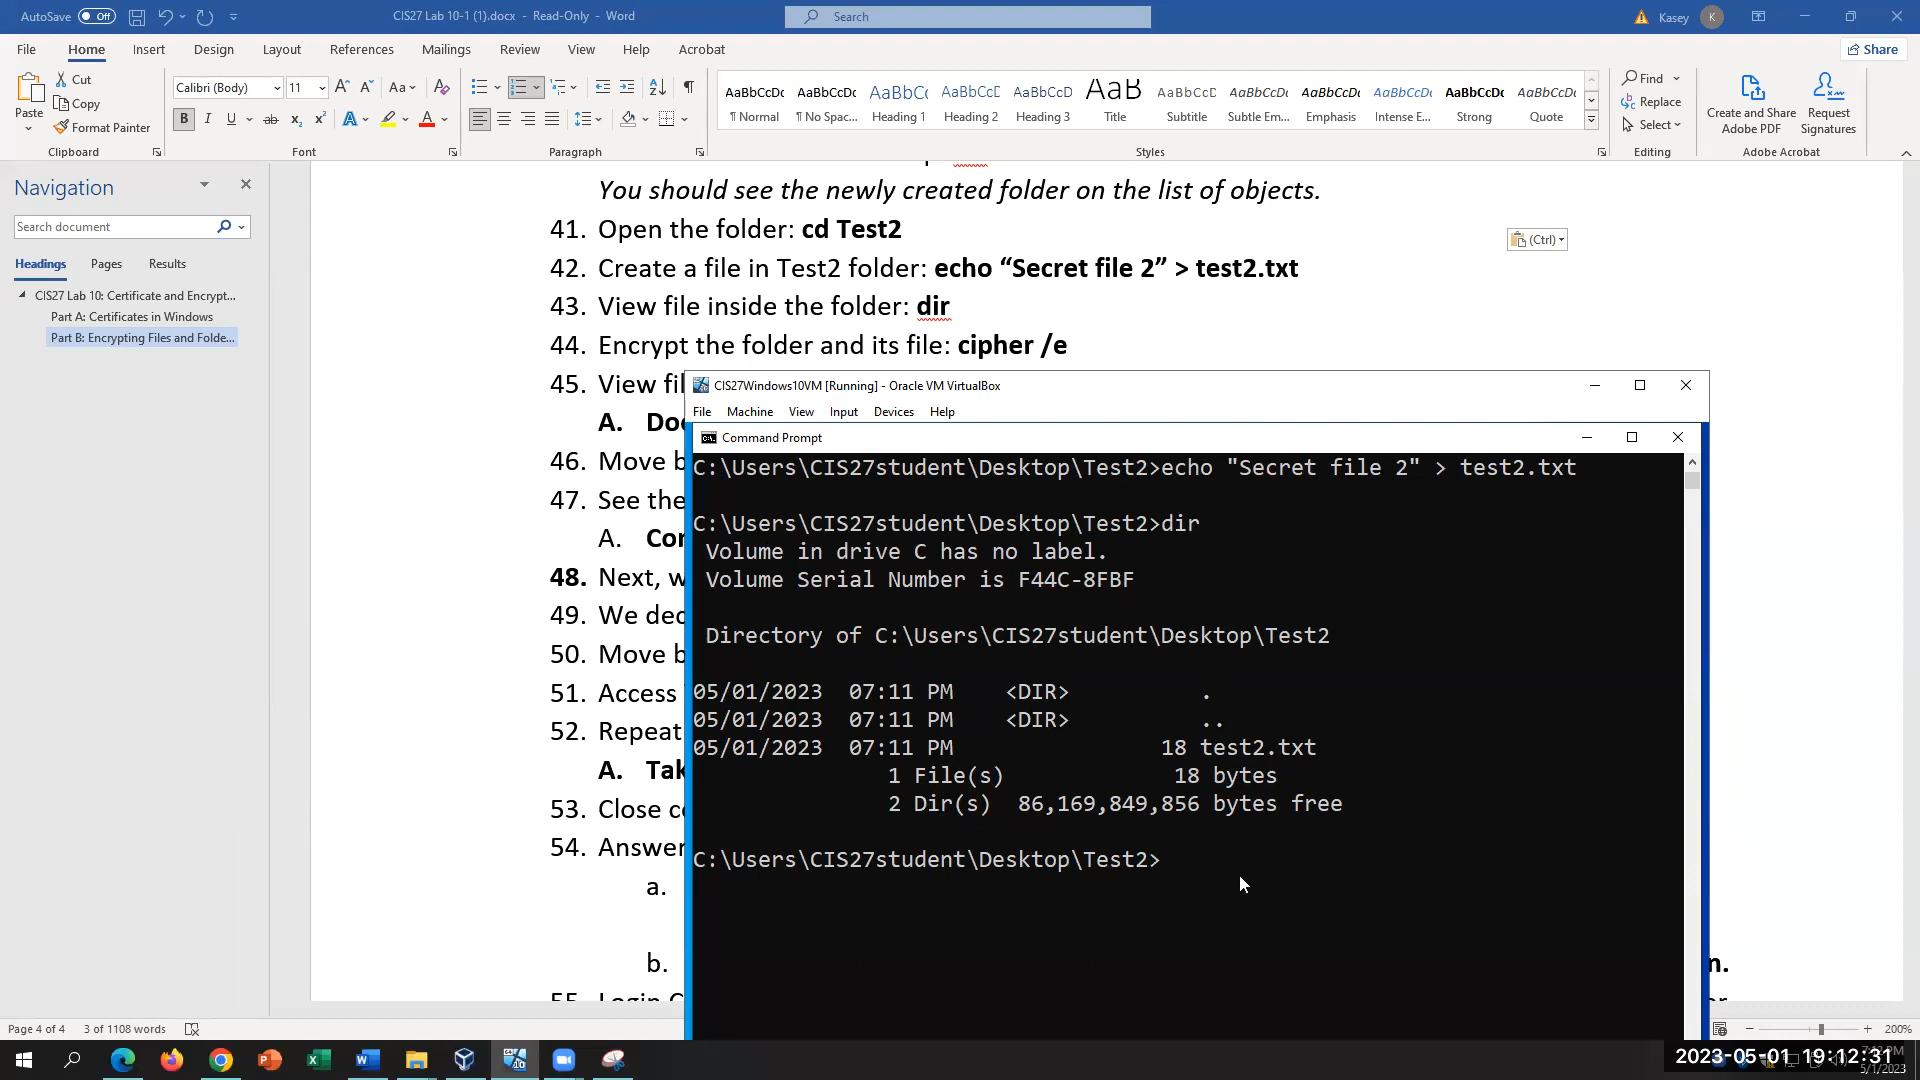 AutoSave Off
CIS27 Lab 10-1 (1).docx - Read-Only - Word
Search
Kasey K
File Home Insert Design Layout References Mailings Review View Help Acrobat
Share
Paste
Cut
Copy
Format Painter
Clipboard
Calibri (Body) 11
Font
Paragraph
AaBbCcDc AaBbCcDc AaBbC AaBbCcD AaBbCcD AaB AaBbCcD AaBbCcDc AaBbCcDc AaBbCcDc AaBbCcDc AaBbCcDc
¶ Normal ¶ No Spac... Heading 1 Heading 2 Heading 3 Title Subtitle Subtle Em... Emphasis Intense E... Strong Quote
Styles
Find
Replace
Select
Editing
Create and Share
Adobe PDF
Request
Signatures
Adobe Acrobat
Navigation
Search document
Headings Pages Results
CIS27 Lab 10: Certificate and Encrypt...
Part A: Certificates in Windows
Part B: Encrypting Files and Folde...
You should see the newly created folder on the list of objects.
41. Open the folder: cd Test2
(Ctrl)
42. Create a file in Test2 folder: echo “Secret file 2” > test2.txt
43. View file inside the folder: dir
44. Encrypt the folder and its file: cipher /e
45. View fil
A.
46. Move b
47. See the
A.
48. Next, w
49. We dec
50. Move b
51. Access
52. Repeat
A. Tak
53. Close c
54. Answer
a.
b.
n.
CIS27Windows10VM [Running] - Oracle VM VirtualBox
File Machine View Input Devices Help
Command Prompt
C:\Users\CIS27student\Desktop\Test2>echo "Secret file 2" > test2.txt
C:\Users\CIS27student\Desktop\Test2>dir
Volume in drive C has no label.
Volume Serial Number is F44C-8FBF
Directory of C:\Users\CIS27student\Desktop\Test2
05/01/2023 07:11 PM <DIR> .
05/01/2023 07:11 PM <DIR> ..
05/01/2023 07:11 PM 18 test2.txt
1 File(s) 18 bytes
2 Dir(s) 86,169,849,856 bytes free
C:\Users\CIS27student\Desktop\Test2>
Page 4 of 4 3 of 1108 words
200%
2023-05-01 19:12:31
5/1/2023